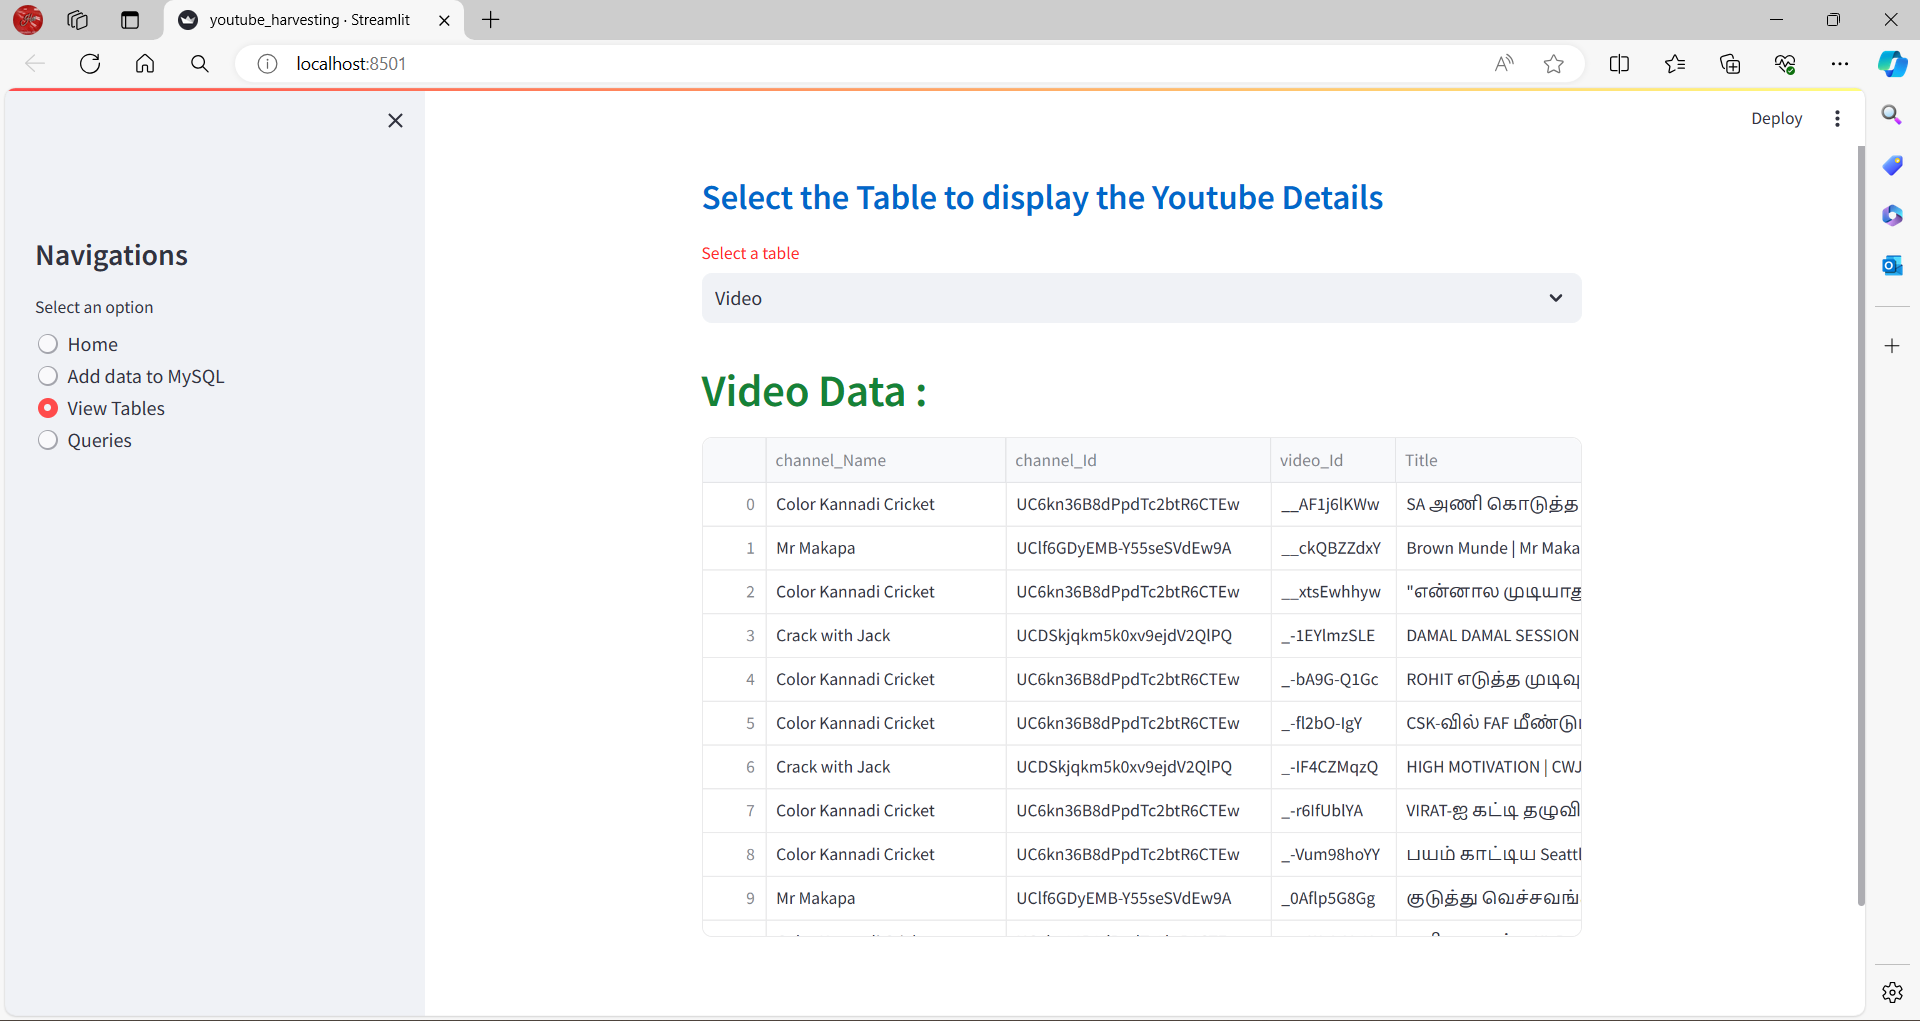 youtube_harvesting · Streamlit
localhost:8501
Deploy
Navigations
Select an option
Home
Add data to MySQL
View Tables
Queries
Select the Table to display the Youtube Details
Select a table
Video
Video Data :
channel_Name channel_Id video_Id Title
0 Color Kannadi Cricket UC6kn36B8dPpdTc2btR6CTEw __AF1j6lKWw SA அணி கொடுத்த
1 Mr Makapa UClf6GDyEMB-Y55seSVdEw9A __ckQBZZdxY Brown Munde | Mr Maka
2 Color Kannadi Cricket UC6kn36B8dPpdTc2btR6CTEw __xtsEwhhyw "என்னால முடியாத
3 Crack with Jack UCDSkjqkm5k0xv9ejdV2QlPQ _-1EYlmzSLE DAMAL DAMAL SESSION
4 Color Kannadi Cricket UC6kn36B8dPpdTc2btR6CTEw _-bA9G-Q1Gc ROHIT எடுத்த முடிவு
5 Color Kannadi Cricket UC6kn36B8dPpdTc2btR6CTEw _-fl2bO-IgY CSK-வில் FAF மீண்டு
6 Crack with Jack UCDSkjqkm5k0xv9ejdV2QlPQ _-IF4CZMqzQ HIGH MOTIVATION | CWJ
7 Color Kannadi Cricket UC6kn36B8dPpdTc2btR6CTEw _-r6IfUblYA VIRAT-ஐ கட்டி தழுவி
8 Color Kannadi Cricket UC6kn36B8dPpdTc2btR6CTEw _-Vum98hoYY பயம் காட்டிய Seattl
9 Mr Makapa UClf6GDyEMB-Y55seSVdEw9A _0Aflp5G8Gg குடுத்து வெச்சவங்